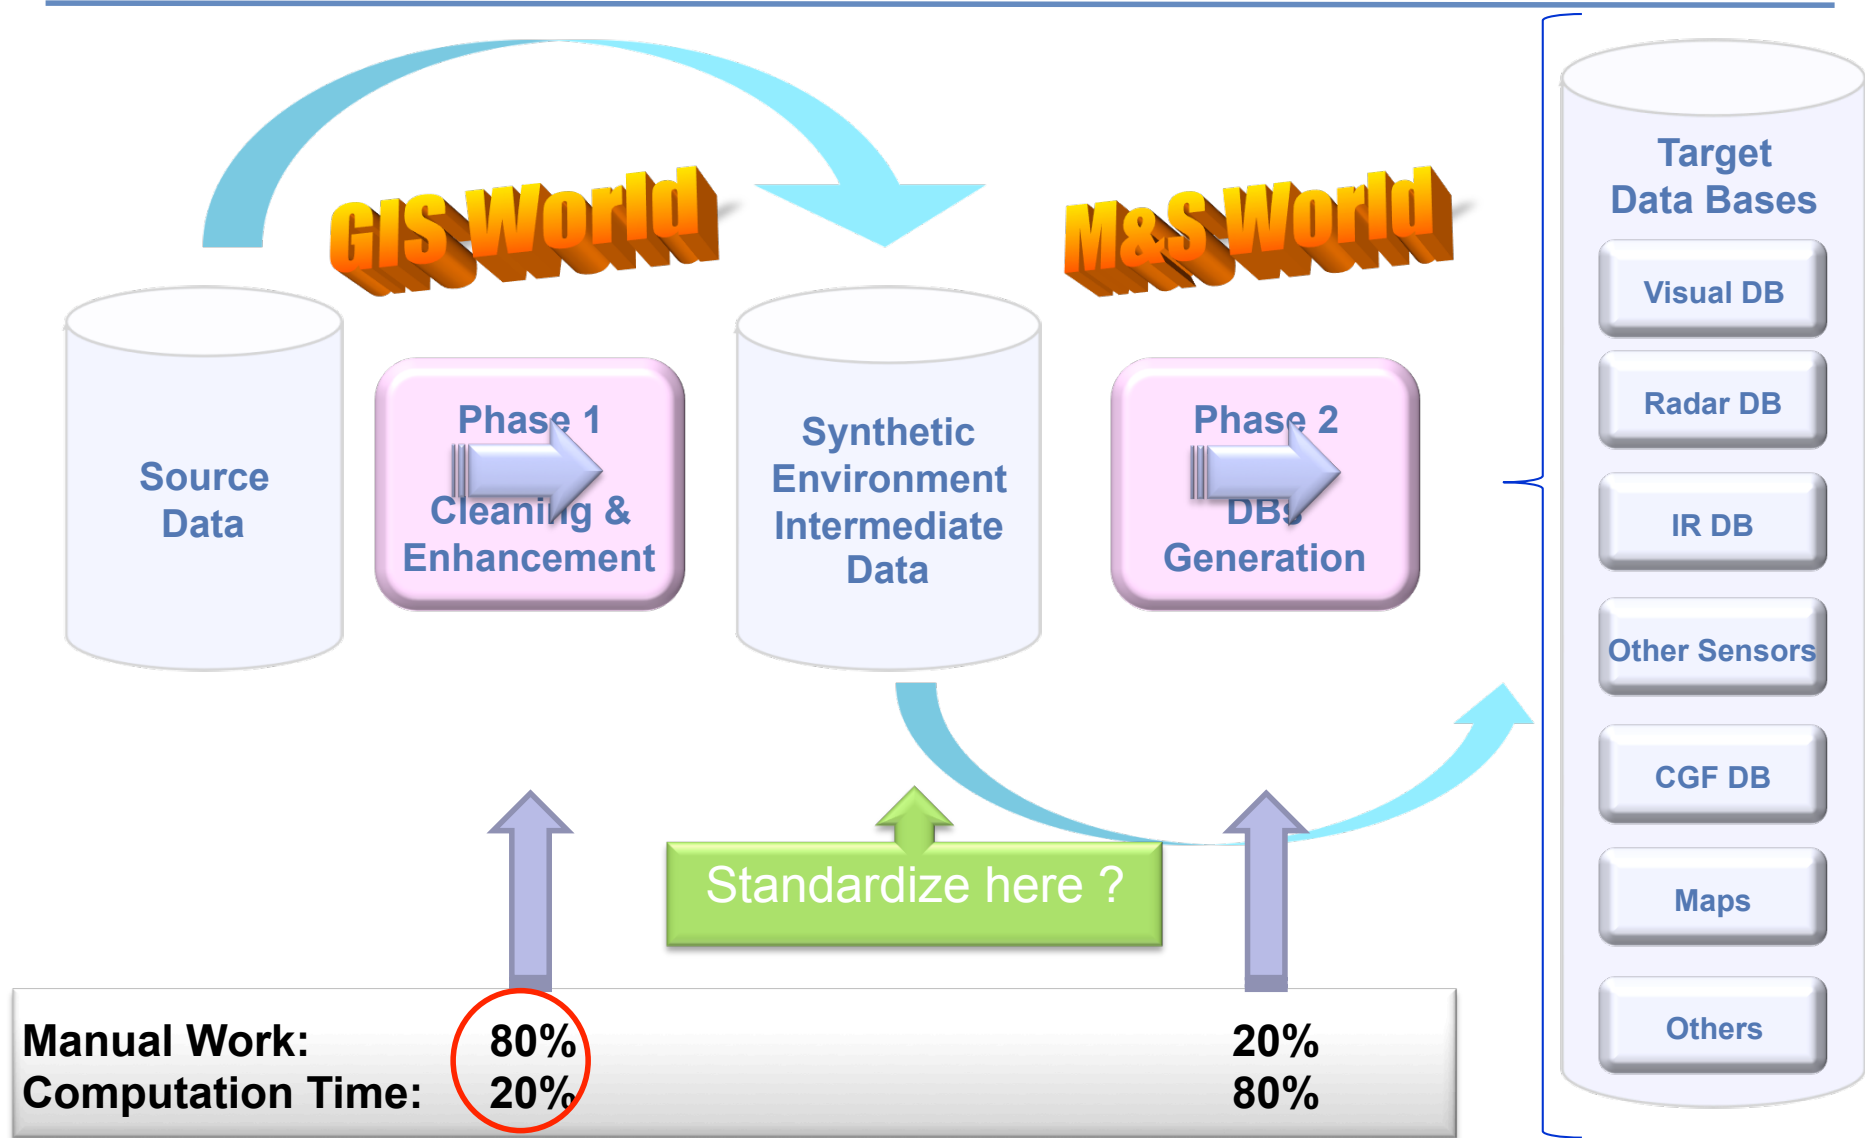 GIS World
M&S World
Source
Data
Phase 1
Cleaning &
Enhancement
Synthetic
Environment
Intermediate
Data
Phase 2
DBs
Generation
Target
Data Bases
Visual DB
Radar DB
IR DB
Other Sensors
CGF DB
Maps
Others
Standardize here ?
Manual Work: 80% 20%
Computation Time: 20% 80%